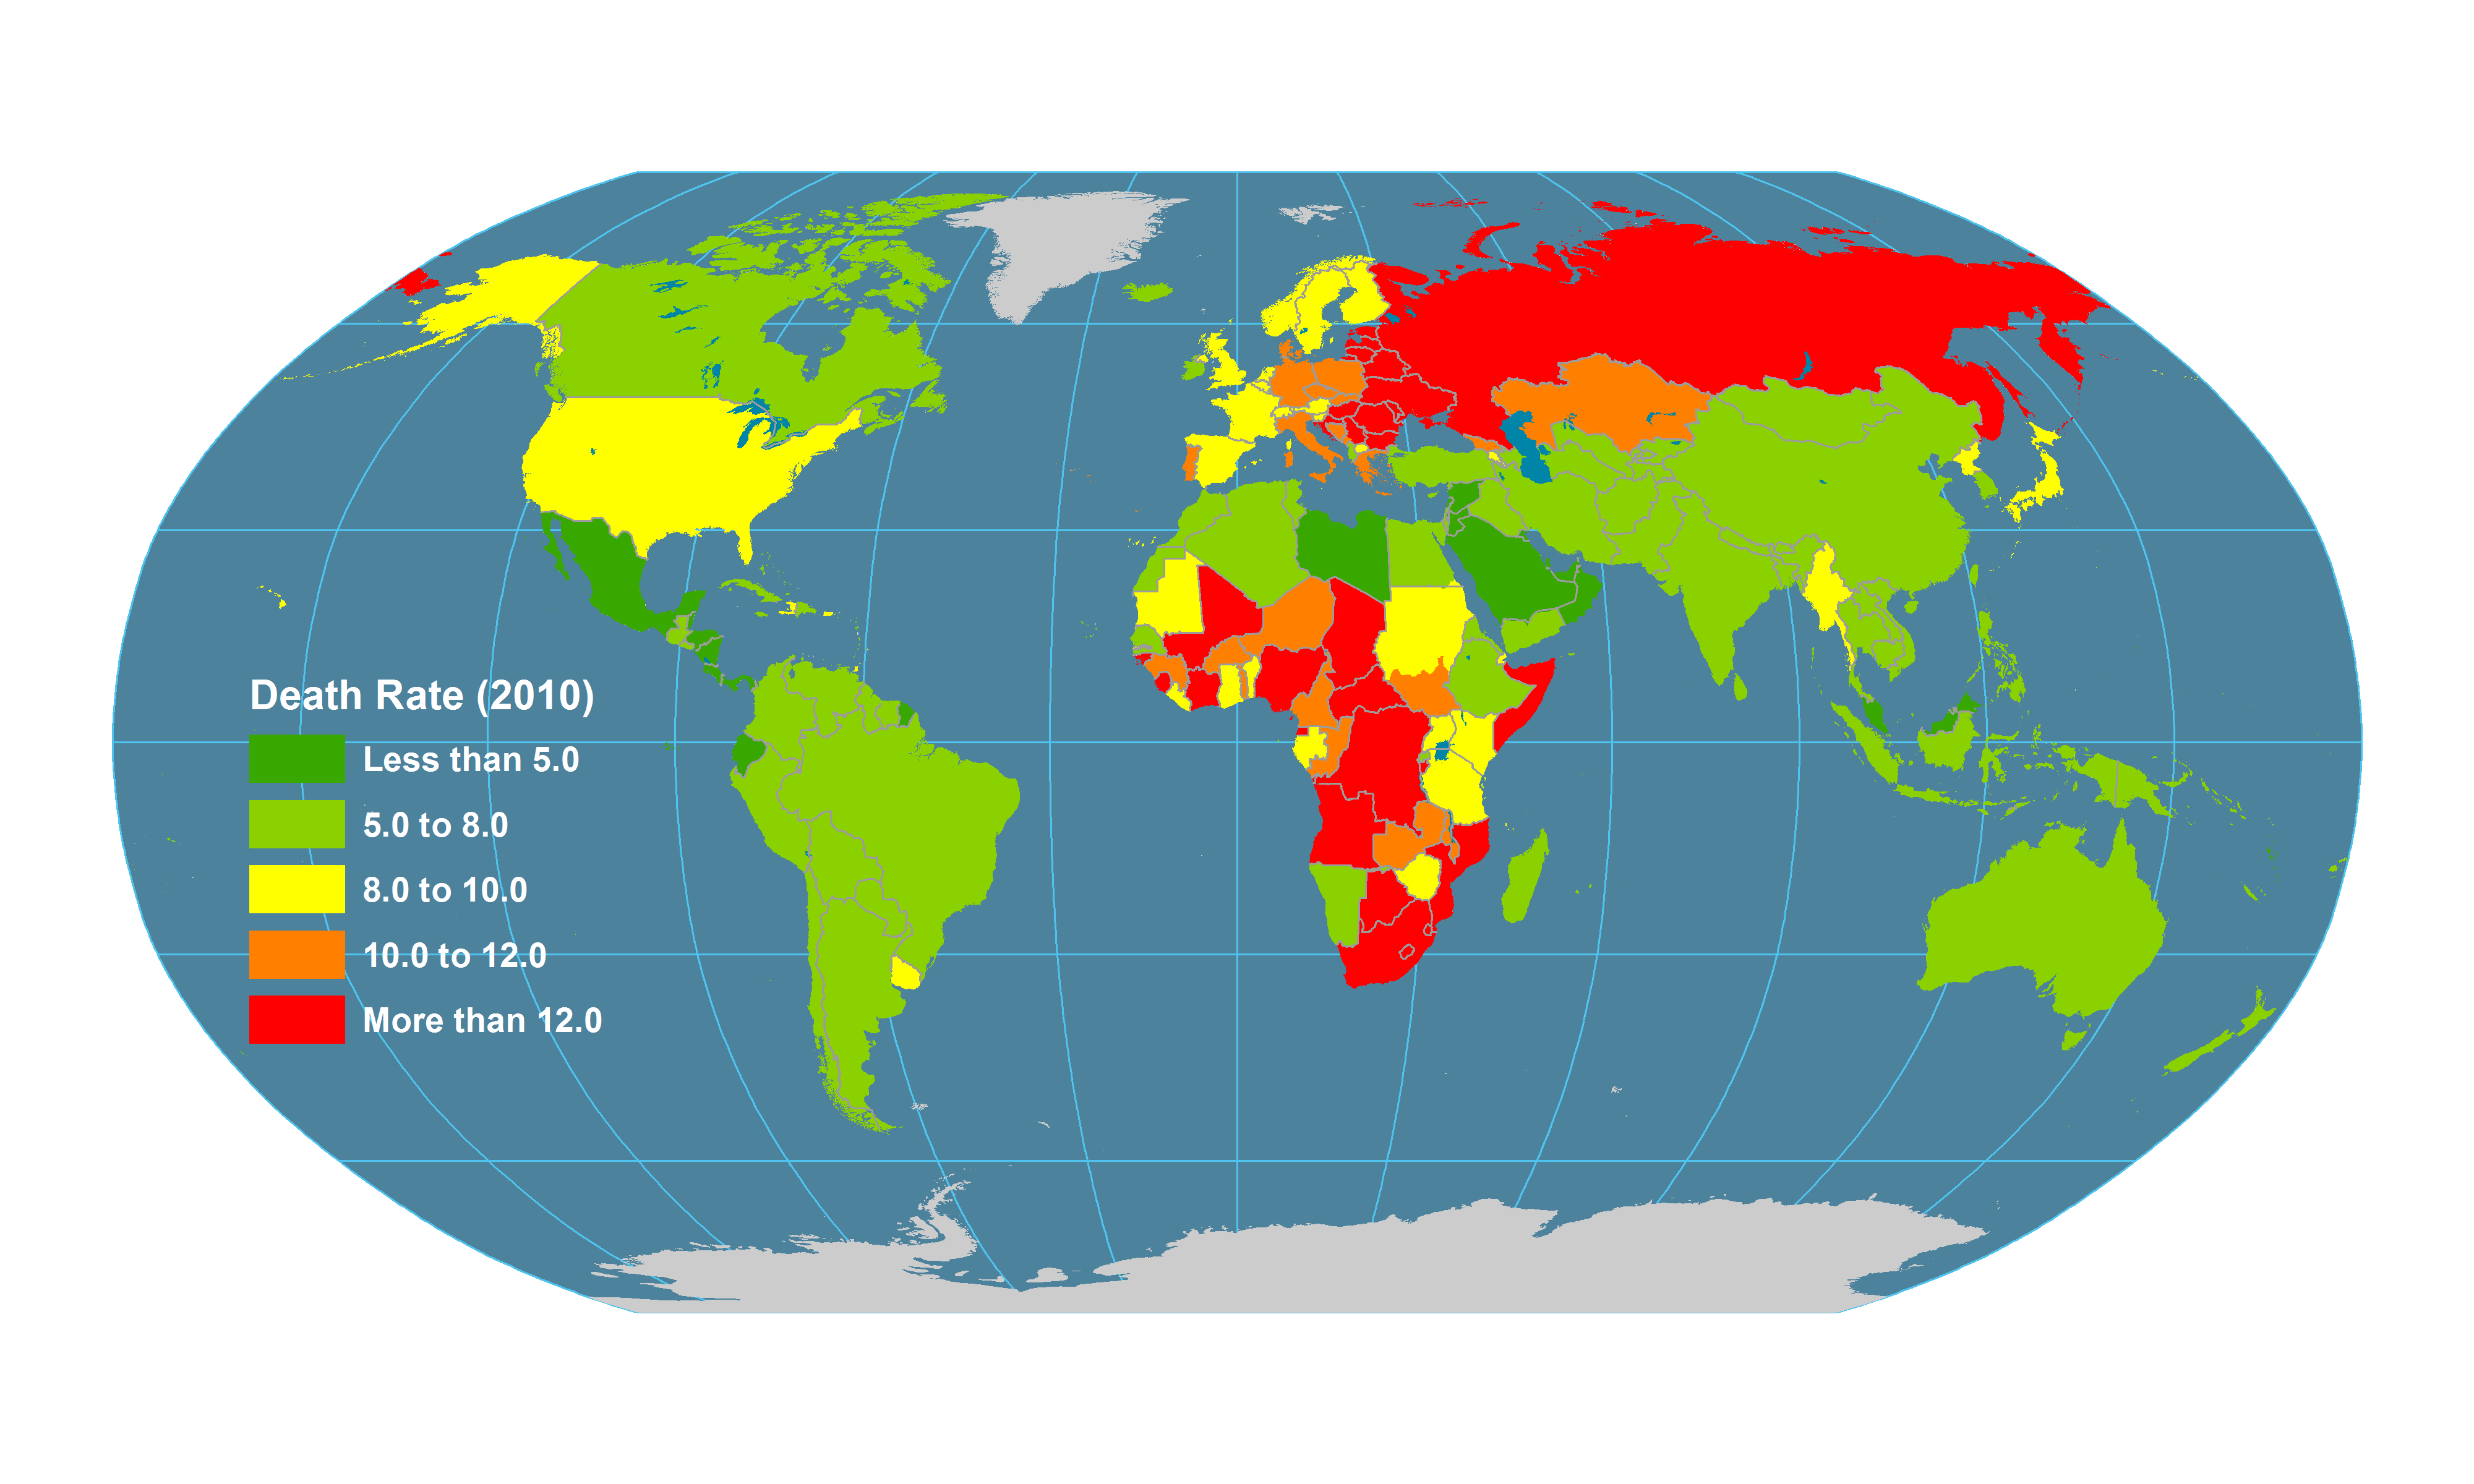 Death Rate (2010)
Less than 5.0
5.0 to 8.0
8.0 to 10.0
10.0 to 12.0
More than 12.0